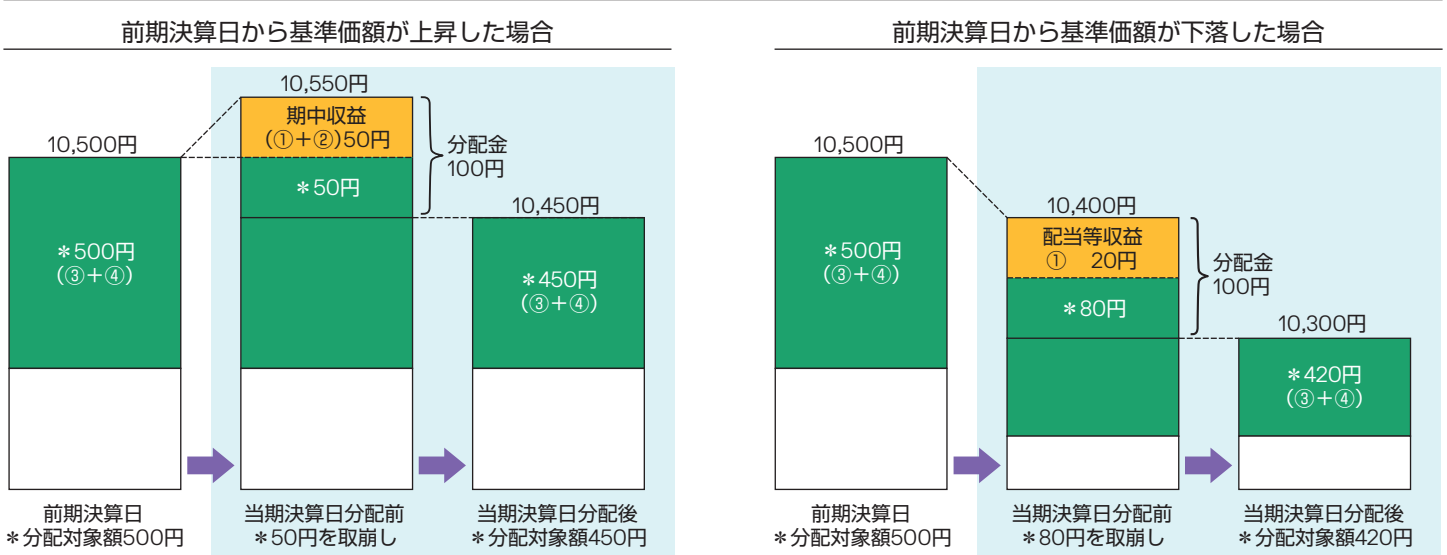 前期決算日から基準価額が上昇した場合
10,550円
期中収益
(①+②)50円
分配金
100円
10,500円
*50円
10,450円
*500円
(③+④)
*450円
(③+④)
前期決算日
*分配対象額500円
当期決算日分配前
*50円を取崩し
当期決算日分配後
*分配対象額450円
前期決算日から基準価額が下落した場合
10,500円
10,400円
配当等収益
① 20円
分配金
100円
*500円
(③+④)
*80円
10,300円
*420円
(③+④)
前期決算日
*分配対象額500円
当期決算日分配前
*80円を取崩し
当期決算日分配後
*分配対象額420円